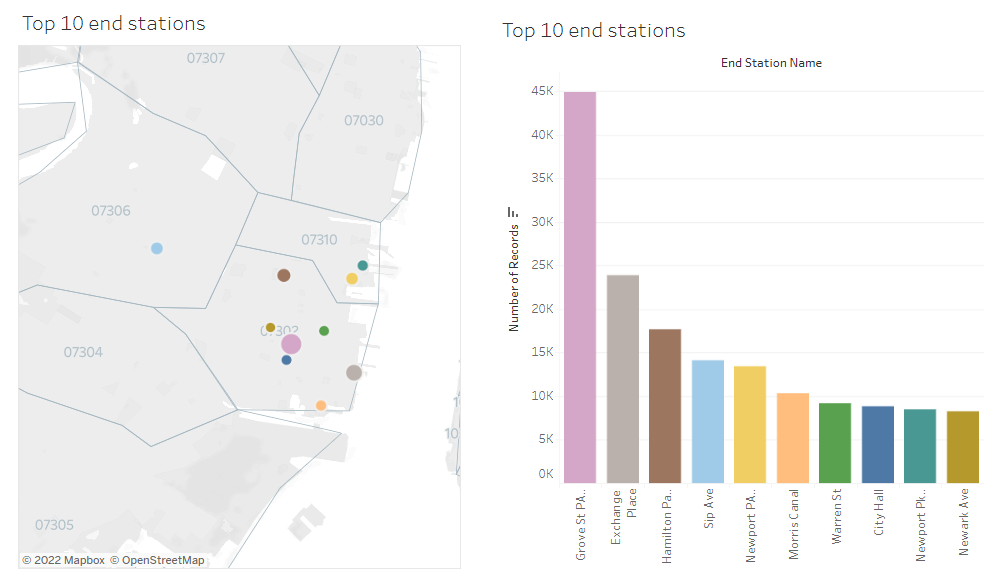 Top 10 end stations
07307
07030
07306
07310
07302
07304
07305
10
© 2022 Mapbox © OpenStreetMap
Top 10 end stations
End Station Name
Number of Records
45K
40K
35K
30K
25K
20K
15K
10K
5K
0K
Grove St PA..
Exchange
Place
Hamilton Pa..
Sip Ave
Newport PA..
Morris Canal
Warren St
City Hall
Newport Pk..
Newark Ave